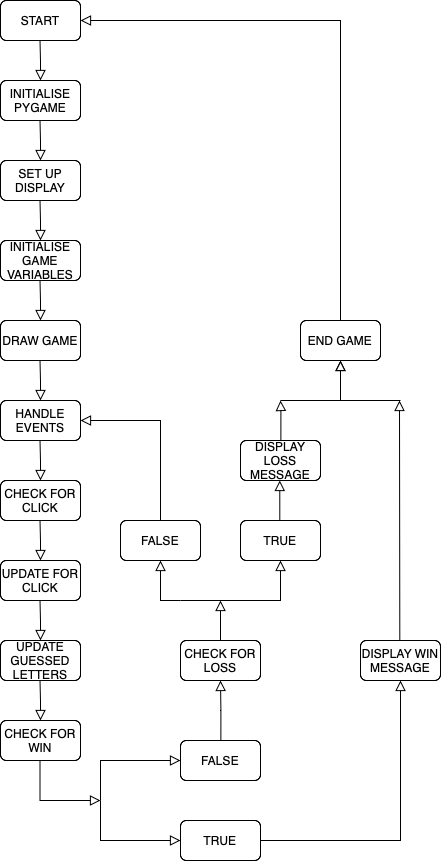 START
INITIALISE
PYGAME
SET UP
DISPLAY
INITIALISE
GAME
VARIABLES
DRAW GAME
END GAME
HANDLE
EVENTS
DISPLAY
LOSS
MESSAGE
CHECK FOR
CLICK
FALSE
TRUE
UPDATE FOR
CLICK
UPDATE
GUESSED
LETTERS
CHECK FOR
LOSS
DISPLAY WIN
MESSAGE
CHECK FOR
WIN
FALSE
TRUE